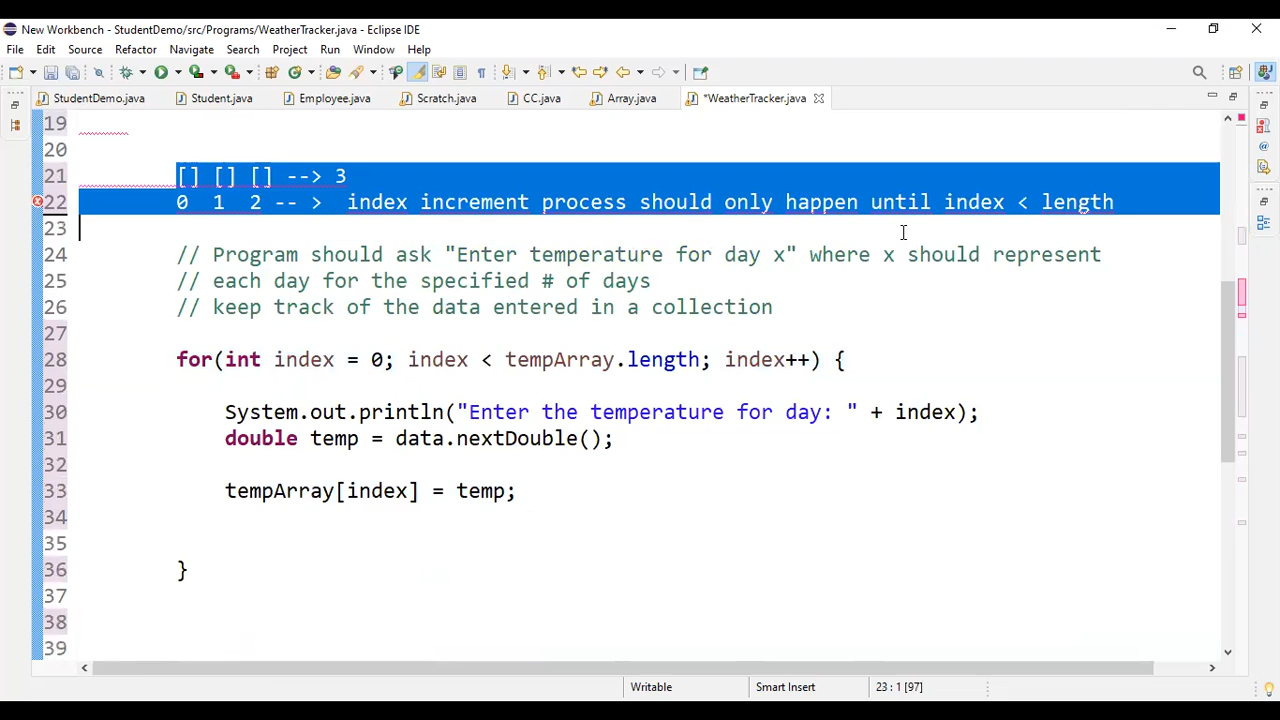 New Workbench - StudentDemo/src/Programs/WeatherTracker.java - Eclipse IDE
File Edit Source Refactor Navigate Search Project Run Window Help
StudentDemo.java Student.java Employee.java Scratch.java CC.java Array.java *WeatherTracker.java
19
20
21 [] [] [] --> 3
22 0 1 2 -- > index increment process should only happen until index < length
23
24 // Program should ask "Enter temperature for day x" where x should represent
25 // each day for the specified # of days
26 // keep track of the data entered in a collection
27
28 for(int index = 0; index < tempArray.length; index++) {
29
30 System.out.println("Enter the temperature for day: " + index);
31 double temp = data.nextDouble();
32
33 tempArray[index] = temp;
34
35
36 }
37
38
39
Writable Smart Insert 23 : 1 [97]